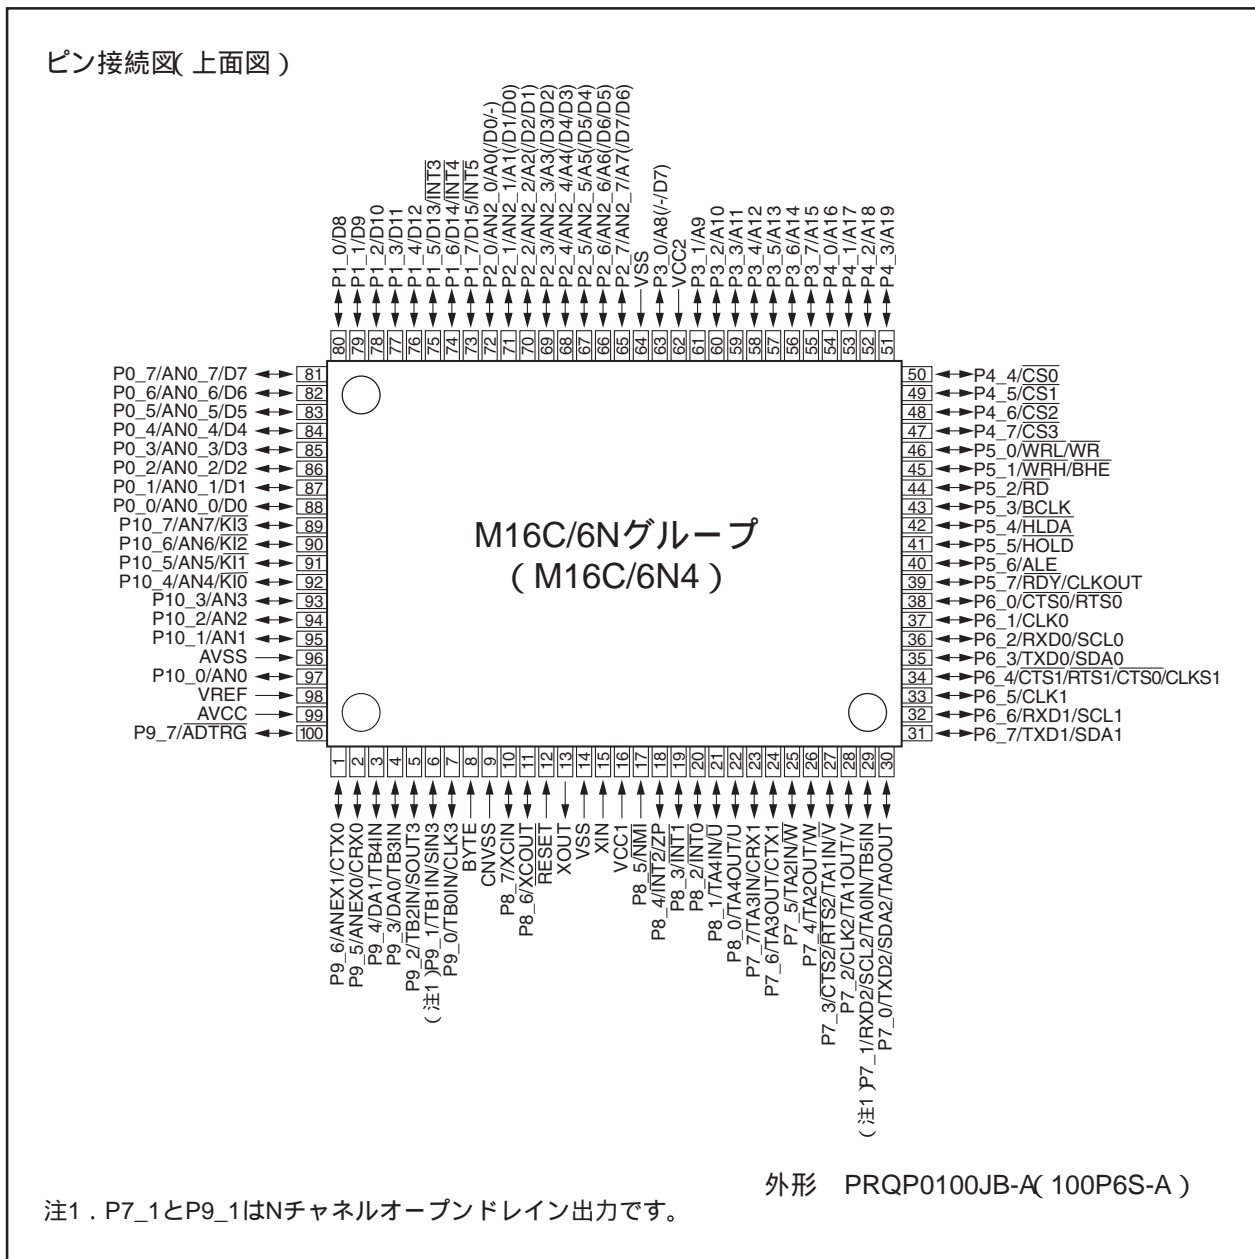 ピン接続図(上面図)
P1_0/D8
P1_1/D9
P1_2/D10
P1_3/D11
P1_4/D12
P1_5/D13/INT3
P1_6/D14/INT4
P1_7/D15/INT5
P2_0/AN2_0/A0(/D0/-)
P2_1/AN2_1/A1(/D1/D0)
P2_2/AN2_2/A2(/D2/D1)
P2_3/AN2_3/A3(/D3/D2)
P2_4/AN2_4/A4(/D4/D3)
P2_5/AN2_5/A5(/D5/D4)
P2_6/AN2_6/A6(/D6/D5)
P2_7/AN2_7/A7(/D7/D6)
VSS
P3_0/A8(/-/D7)
VCC2
P3_1/A9
P3_2/A10
P3_3/A11
P3_4/A12
P3_5/A13
P3_6/A14
P3_7/A15
P4_0/A16
P4_1/A17
P4_2/A18
P4_3/A19
80 79 78 77 76 75 74 73 72 71 70 69 68 67 66 65 64 63 62 61 60 59 58 57 56 55 54 53 52 51
P0_7/AN0_7/D7 81
P0_6/AN0_6/D6 82
P0_5/AN0_5/D5 83
P0_4/AN0_4/D4 84
P0_3/AN0_3/D3 85
P0_2/AN0_2/D2 86
P0_1/AN0_1/D1 87
P0_0/AN0_0/D0 88
P10_7/AN7/KI3 89
P10_6/AN6/KI2 90
P10_5/AN5/KI1 91
P10_4/AN4/KI0 92
P10_3/AN3 93
P10_2/AN2 94
P10_1/AN1 95
AVSS 96
P10_0/AN0 97
VREF 98
AVCC 99
P9_7/ADTRG 100
M16C/6Nグループ
(M16C/6N4)
50 P4_4/CS0
49 P4_5/CS1
48 P4_6/CS2
47 P4_7/CS3
46 P5_0/WRL/WR
45 P5_1/WRH/BHE
44 P5_2/RD
43 P5_3/BCLK
42 P5_4/HLDA
41 P5_5/HOLD
40 P5_6/ALE
39 P5_7/RDY/CLKOUT
38 P6_0/CTS0/RTS0
37 P6_1/CLK0
36 P6_2/RXD0/SCL0
35 P6_3/TXD0/SDA0
34 P6_4/CTS1/RTS1/CTS0/CLKS1
33 P6_5/CLK1
32 P6_6/RXD1/SCL1
31 P6_7/TXD1/SDA1
1 2 3 4 5 6 7 8 9 10 11 12 13 14 15 16 17 18 19 20 21 22 23 24 25 26 27 28 29 30
P9_6/ANEX1/CTX0
P9_5/ANEX0/CRX0
P9_4/DA1/TB4IN
P9_3/DA0/TB3IN
P9_2/TB2IN/SOUT3
(注1)P9_1/TB1IN/SIN3
P9_0/TB0IN/CLK3
BYTE
CNVSS
P8_7/XCIN
P8_6/XCOUT
RESET
XOUT
VSS
XIN
VCC1
P8_5/NMI
P8_4/INT2/ZP
P8_3/INT1
P8_2/INT0
P8_1/TA4IN/U
P8_0/TA4OUT/U
P7_7/TA3IN/CRX1
P7_6/TA3OUT/CTX1
P7_5/TA2IN/W
P7_4/TA2OUT/W
P7_3/CTS2/RTS2/TA1IN/V
P7_2/CLK2/TA1OUT/V
(注1)P7_1/RXD2/SCL2/TA0IN/TB5IN
P7_0/TXD2/SDA2/TA0OUT
外形 PRQP0100JB-A(100P6S-A)
注1．P7_1とP9_1はNチャネルオープンドレイン出力です。